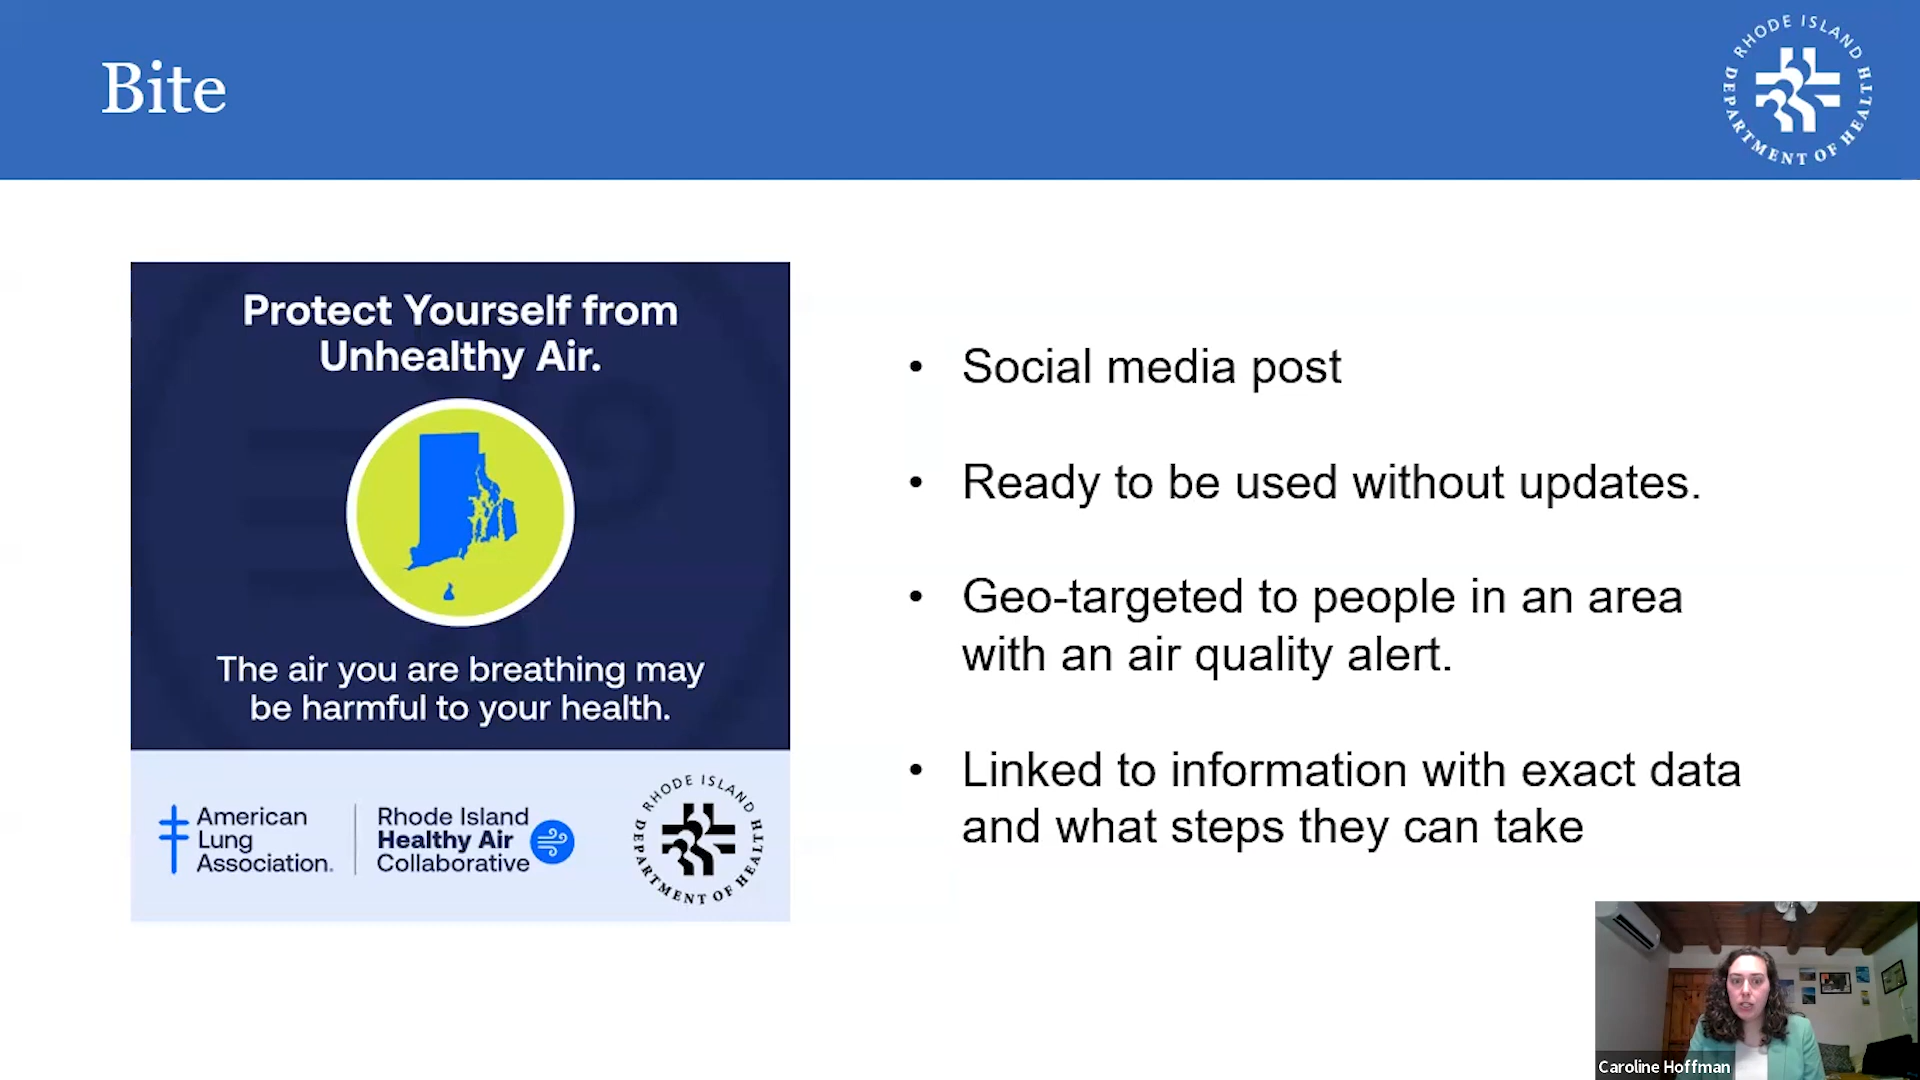 Bite
RHODE ISLAND
DEPARTMENT OF HEALTH
Protect Yourself from
Unhealthy Air.
The air you are breathing may
be harmful to your health.
American
Lung
Association.
Rhode Island
Healthy Air
Collaborative
RHODE ISLAND
DEPARTMENT OF HEALTH
• Social media post
• Ready to be used without updates.
• Geo-targeted to people in an area
with an air quality alert.
• Linked to information with exact data
and what steps they can take
Caroline Hoffman